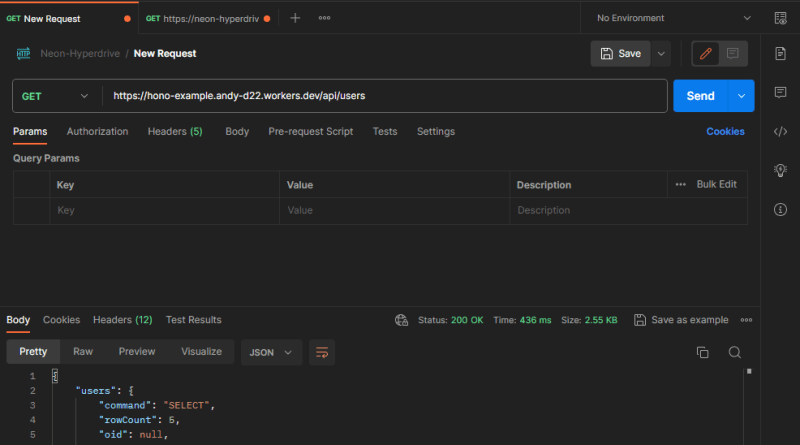 GET New Request GET https://neon-hyperdriv No Environment
HTTP Neon-Hyperdrive / New Request Save
GET https://hono-example.andy-d22.workers.dev/api/users Send
Params Authorization Headers (5) Body Pre-request Script Tests Settings Cookies
Query Params
Key Value Description Bulk Edit
Key Value Description
Body Cookies Headers (12) Test Results Status: 200 OK Time: 436 ms Size: 2.55 KB Save as example
Pretty Raw Preview Visualize JSON
1 {
2 "users": {
3 "command": "SELECT",
4 "rowCount": 5,
5 "oid": null,